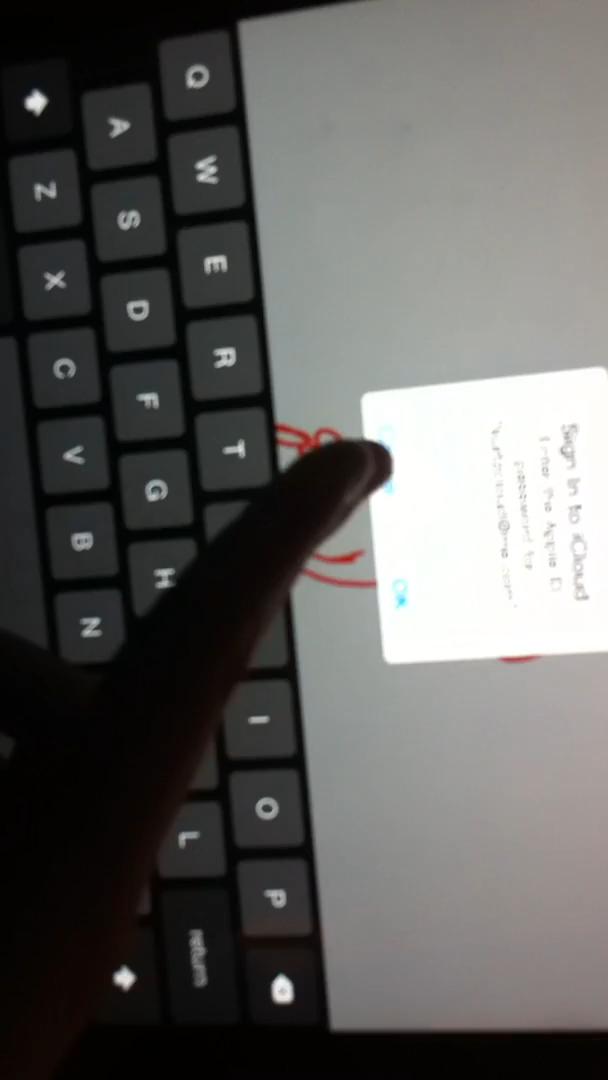 Sign In to iCloud
Enter the Apple ID
password for
OK
Q W E R T I O P
A S D F G H L return
Z X C V B N